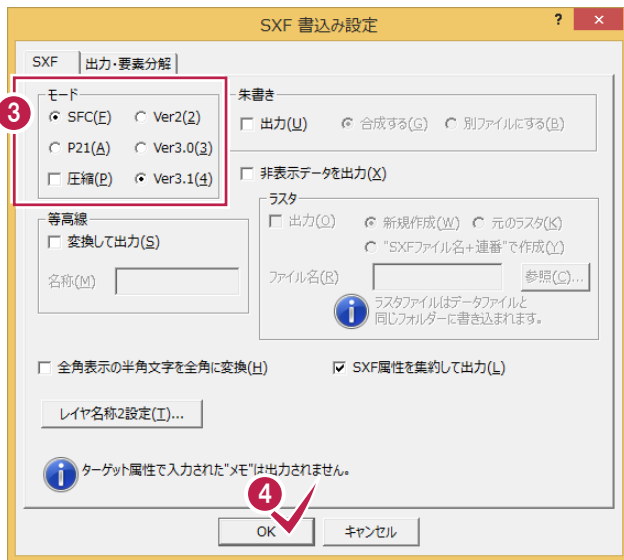 SXF 書込み設定
? ×
SXF 出力・要素分解
3
モード
SFC(F) Ver2(2)
P21(A) Ver3.0(3)
圧縮(P) Ver3.1(4)
朱書き
出力(U) 合成する(G) 別ファイルにする(B)
非表示データを出力(X)
等高線
変換して出力(S)
名称(M)
ラスタ
出力(O) 新規作成(W) 元のラスタ(K)
"SXFファイル名+連番"で作成(Y)
ファイル名(R) 参照(C)...
ラスタファイルはデータファイルと
同じフォルダーに書き込まれます。
全角表示の半角文字を全角に変換(H) SXF属性を集約して出力(L)
レイヤ名称2設定(T)...
ターゲット属性で入力された"メモ"は出力されません。
4
OK キャンセル